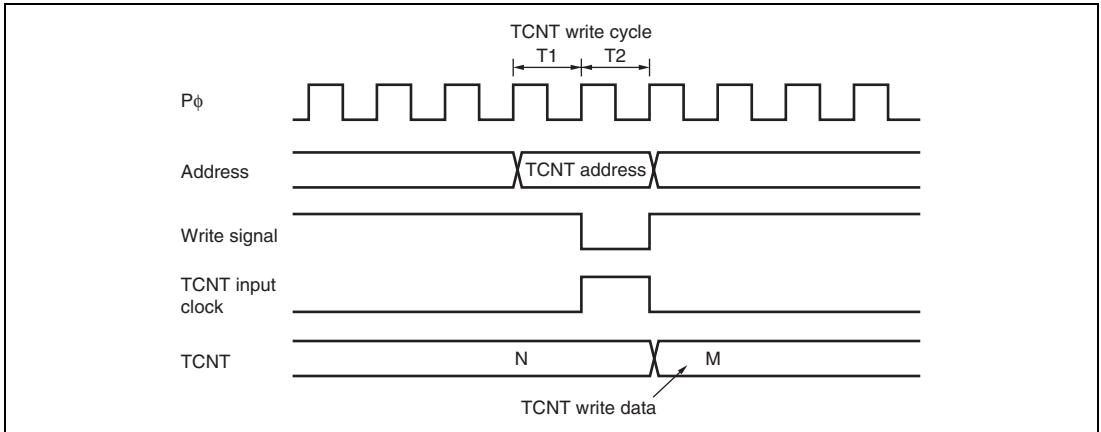 TCNT write cycle
T1
T2
Pϕ
Address
TCNT address
Write signal
TCNT input
clock
TCNT
N
M
TCNT write data